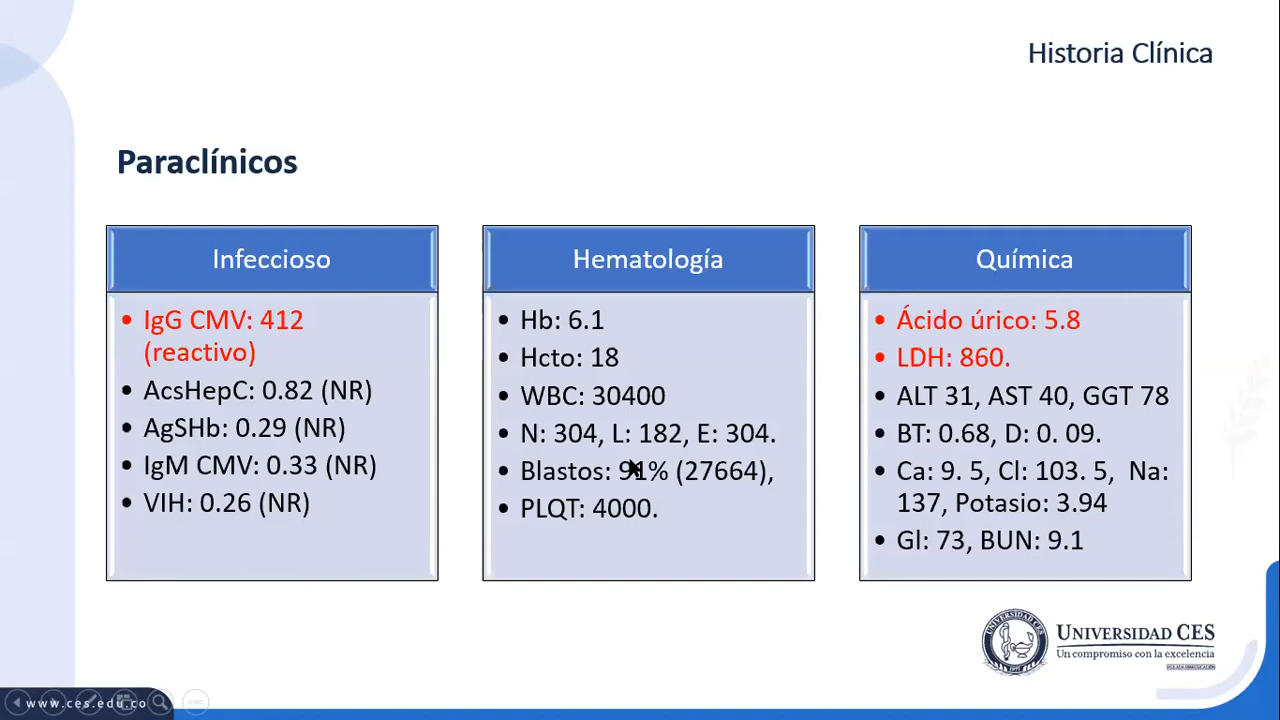 Historia Clínica
Paraclínicos
Infeccioso
• IgG CMV: 412
(reactivo)
• AcsHepC: 0.82 (NR)
• AgSHb: 0.29 (NR)
• IgM CMV: 0.33 (NR)
• VIH: 0.26 (NR)
Hematología
• Hb: 6.1
• Hcto: 18
• WBC: 30400
• N: 304, L: 182, E: 304.
• Blastos: 91% (27664),
• PLQT: 4000.
Química
• Ácido úrico: 5.8
• LDH: 860.
• ALT 31, AST 40, GGT 78
• BT: 0.68, D: 0. 09.
• Ca: 9. 5, Cl: 103. 5, Na:
137, Potasio: 3.94
• Gl: 73, BUN: 9.1
UNIVERSIDAD CES
Un compromiso con la excelencia
www.ces.edu.co